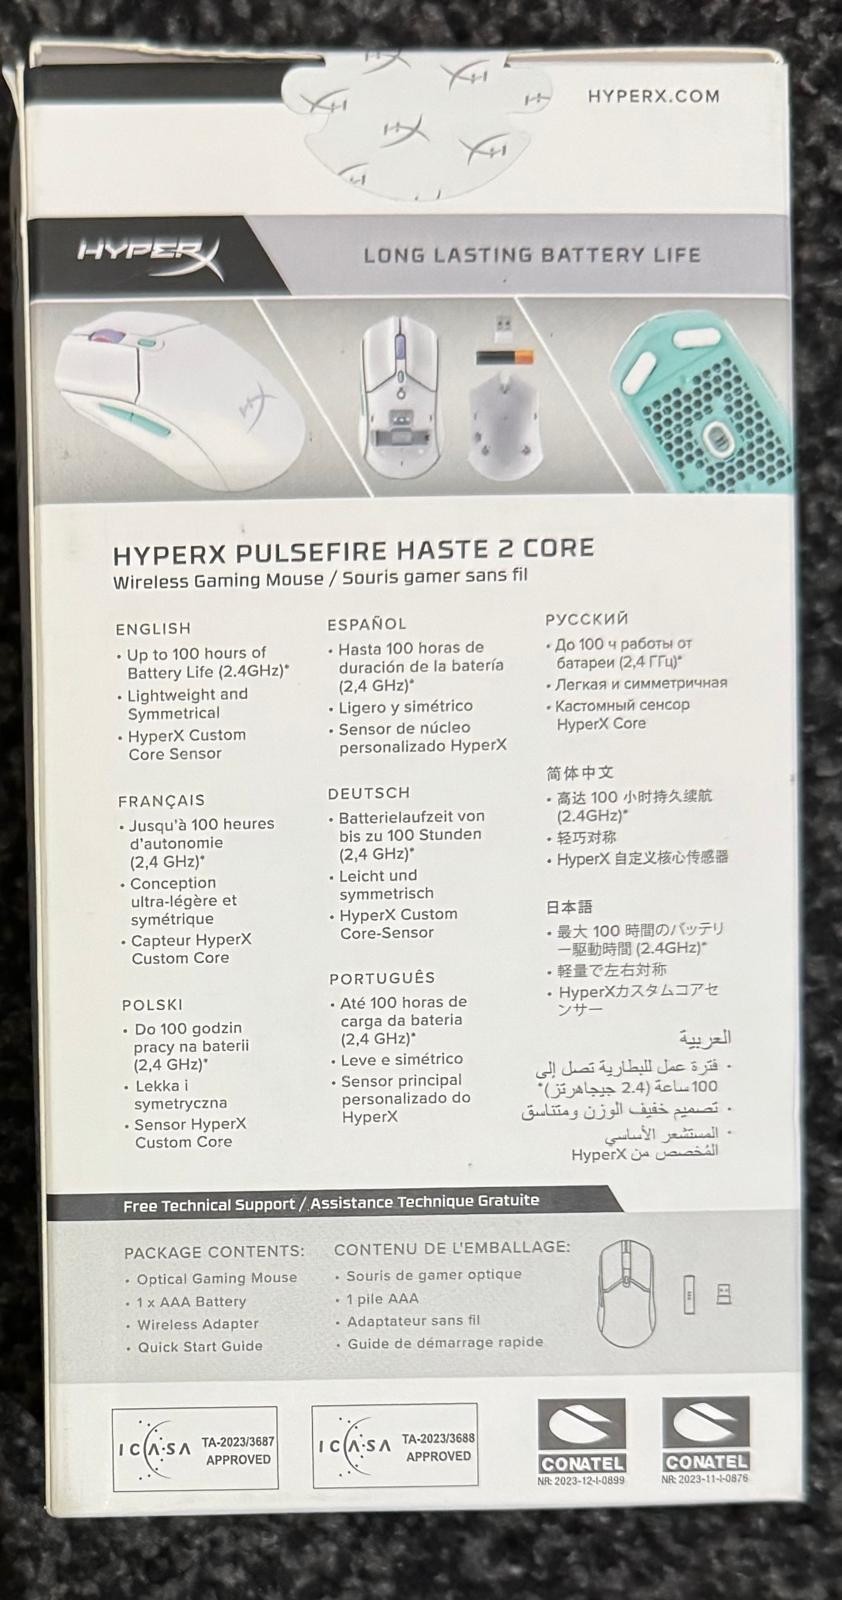 HYPERX.COM
HYPERX
LONG LASTING BATTERY LIFE
HYPERX PULSEFIRE HASTE 2 CORE
Wireless Gaming Mouse / Souris gamer sans fil
ENGLISH
• Up to 100 hours of
Battery Life (2.4GHz)*
• Lightweight and
Symmetrical
• HyperX Custom
Core Sensor
FRANÇAIS
• Jusqu'à 100 heures
d'autonomie
(2,4 GHz)*
• Conception
ultra-légère et
symétrique
• Capteur HyperX
Custom Core
POLSKI
• Do 100 godzin
pracy na baterii
(2,4 GHz)*
• Lekka i
symetryczna
• Sensor HyperX
Custom Core
ESPAÑOL
• Hasta 100 horas de
duración de la batería
(2,4 GHz)*
• Ligero y simétrico
• Sensor de núcleo
personalizado HyperX
DEUTSCH
• Batterielaufzeit von
bis zu 100 Stunden
(2,4 GHz)*
• Leicht und
symmetrisch
• HyperX Custom
Core-Sensor
PORTUGUÊS
• Até 100 horas de
carga da bateria
(2,4 GHz)*
• Leve e simétrico
• Sensor principal
personalizado do
HyperX
РУССКИЙ
• До 100 ч работы от
батареи (2,4 ГГц)*
• Легкая и симметричная
• Кастомный сенсор
HyperX Core
简体中文
• 高达 100 小时持久续航
(2.4GHz)*
• 轻巧对称
• HyperX 自定义核心传感器
日本語
• 最大 100 時間のバッテリ
ー駆動時間 (2.4GHz)*
• 軽量で左右対称
• HyperXカスタムコアセ
ンサー
العربية
• فترة عمل للبطارية تصل إلى
100 ساعة (2.4 جيجاهرتز)*
• تصميم خفيف الوزن ومتناسق
• المستشعر الأساسي
المُخصص من HyperX
Free Technical Support / Assistance Technique Gratuite
PACKAGE CONTENTS:
• Optical Gaming Mouse
• 1 x AAA Battery
• Wireless Adapter
• Quick Start Guide
CONTENU DE L'EMBALLAGE:
• Souris de gamer optique
• 1 pile AAA
• Adaptateur sans fil
• Guide de démarrage rapide
ICASA
TA-2023/3687
APPROVED
ICASA
TA-2023/3688
APPROVED
CONATEL
NR: 2023-12-I-0899
CONATEL
NR: 2023-11-I-0876